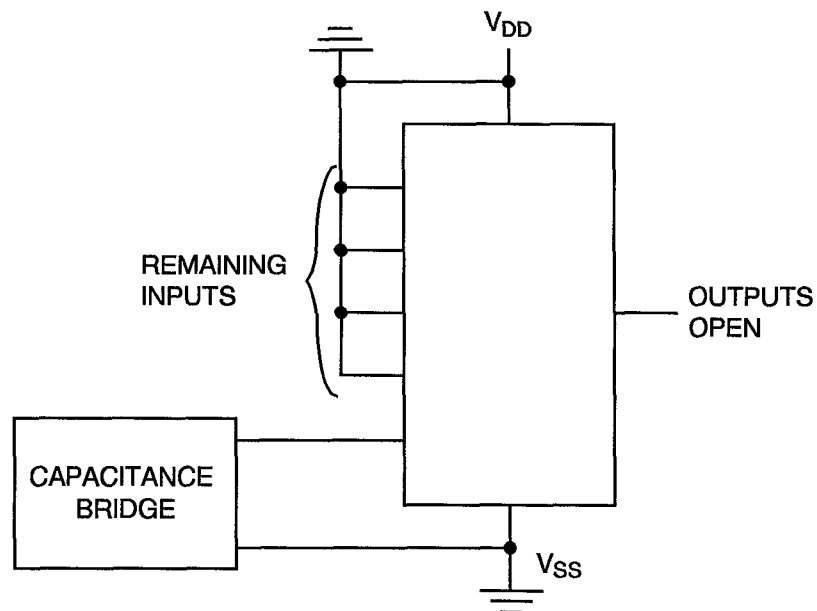 VDD
REMAINING
INPUTS
OUTPUTS
OPEN
CAPACITANCE
BRIDGE
VSS